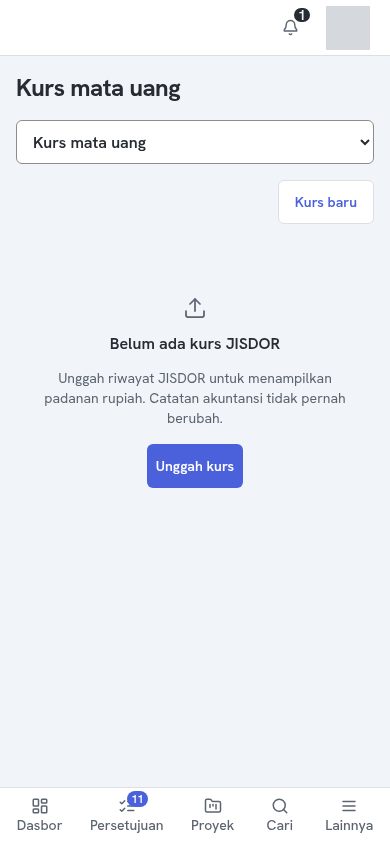 1
Kurs mata uang
Kurs mata uang
Kurs baru
Belum ada kurs JISDOR
Unggah riwayat JISDOR untuk menampilkan
padanan rupiah. Catatan akuntansi tidak pernah
berubah.
Unggah kurs
11
Dasbor
Persetujuan
Proyek
Cari
Lainnya